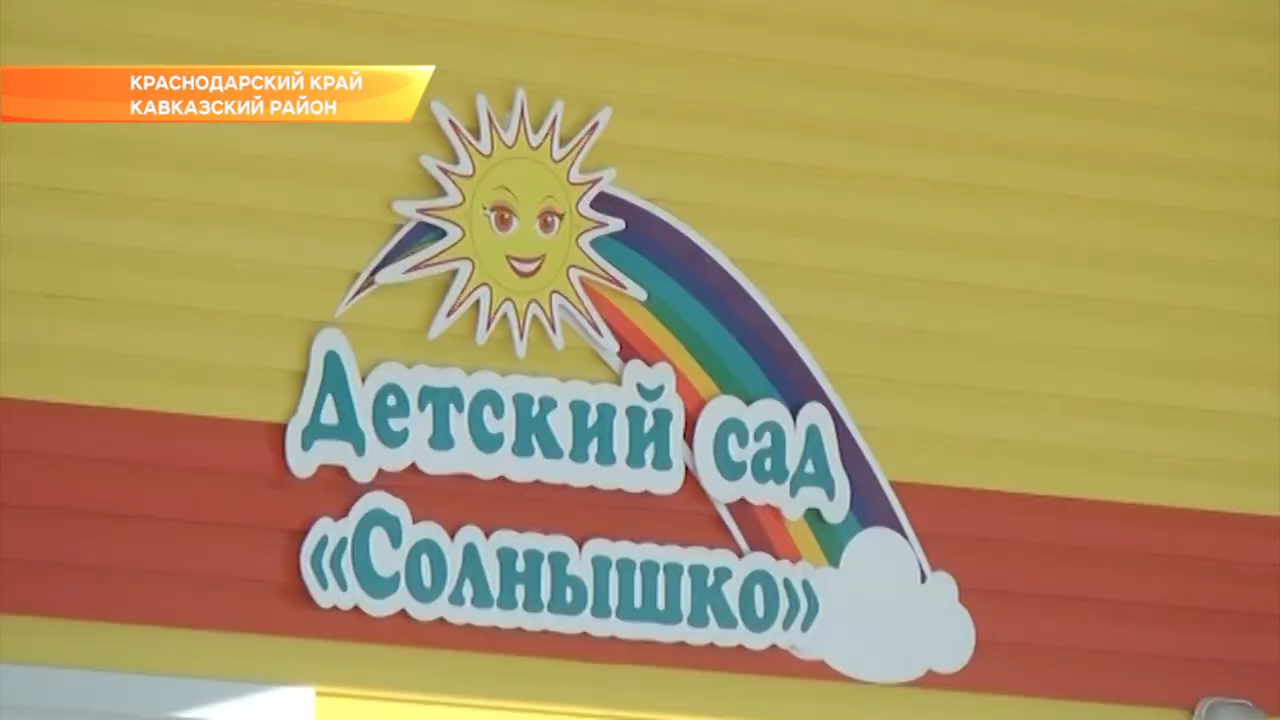 КРАСНОДАРСКИЙ КРАЙ
КАВКАЗСКИЙ РАЙОН
Детский сад
«Солнышко»